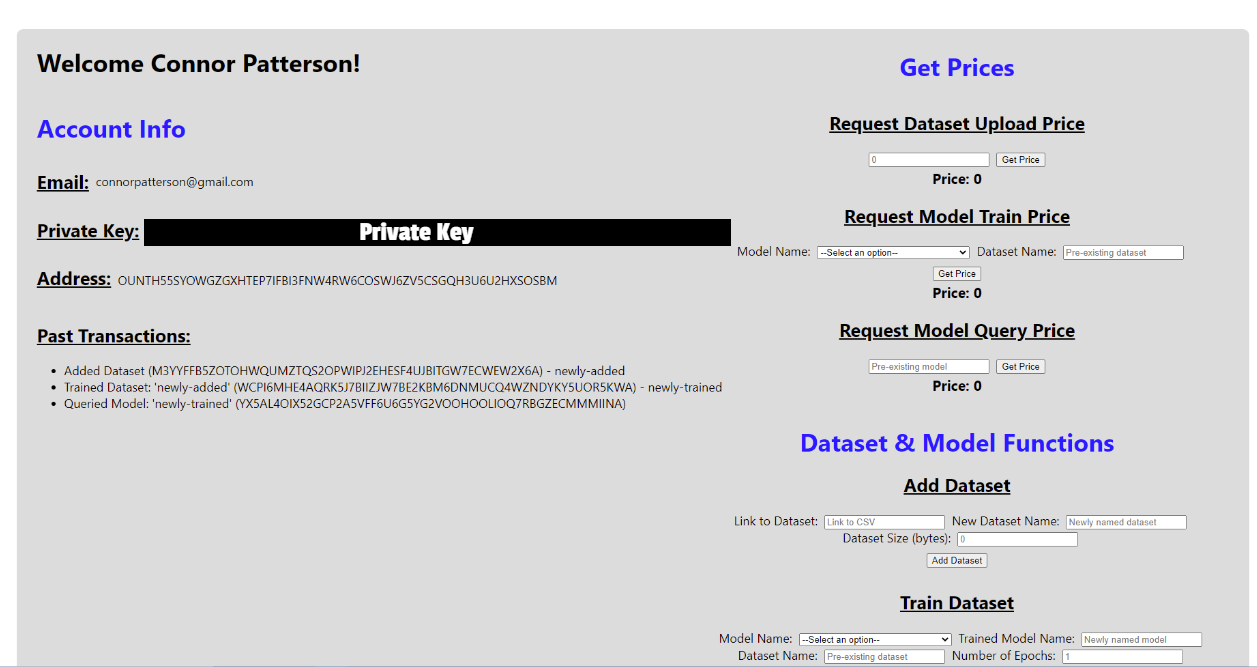 Welcome Connor Patterson!
Account Info
Email: connorpatterson@gmail.com
Private Key: Private Key
Address: OUNTH55SYOWGZGXHTEP7IFBI3FNW4RW6COSWJ6ZV5CSGQH3U6U2HXSOSBM
Past Transactions:
Added Dataset (M3YYFFB5ZOTOHWQUMZTQS2OPWIPJ2EHESF4UJBITGW7ECWEW2X6A) - newly-added
Trained Dataset: 'newly-added' (WCPI6MHE4AQRK5J7BIIZJW7BE2KBM6DNMUCQ4WZNDYKY5UOR5KWA) - newly-trained
Queried Model: 'newly-trained' (YX5AL4OIX52GCP2A5VFF6U6G5YG2VOOHOOLIOQ7RBGZECMMMIINA)
Get Prices
Request Dataset Upload Price
0 Get Price
Price: 0
Request Model Train Price
Model Name: --Select an option-- Dataset Name: Pre-existing dataset
Get Price
Price: 0
Request Model Query Price
Pre-existing model Get Price
Price: 0
Dataset & Model Functions
Add Dataset
Link to Dataset: Link to CSV New Dataset Name: Newly named dataset
Dataset Size (bytes): 0
Add Dataset
Train Dataset
Model Name: --Select an option-- Trained Model Name: Newly named model
Dataset Name: Pre-existing dataset Number of Epochs: 1